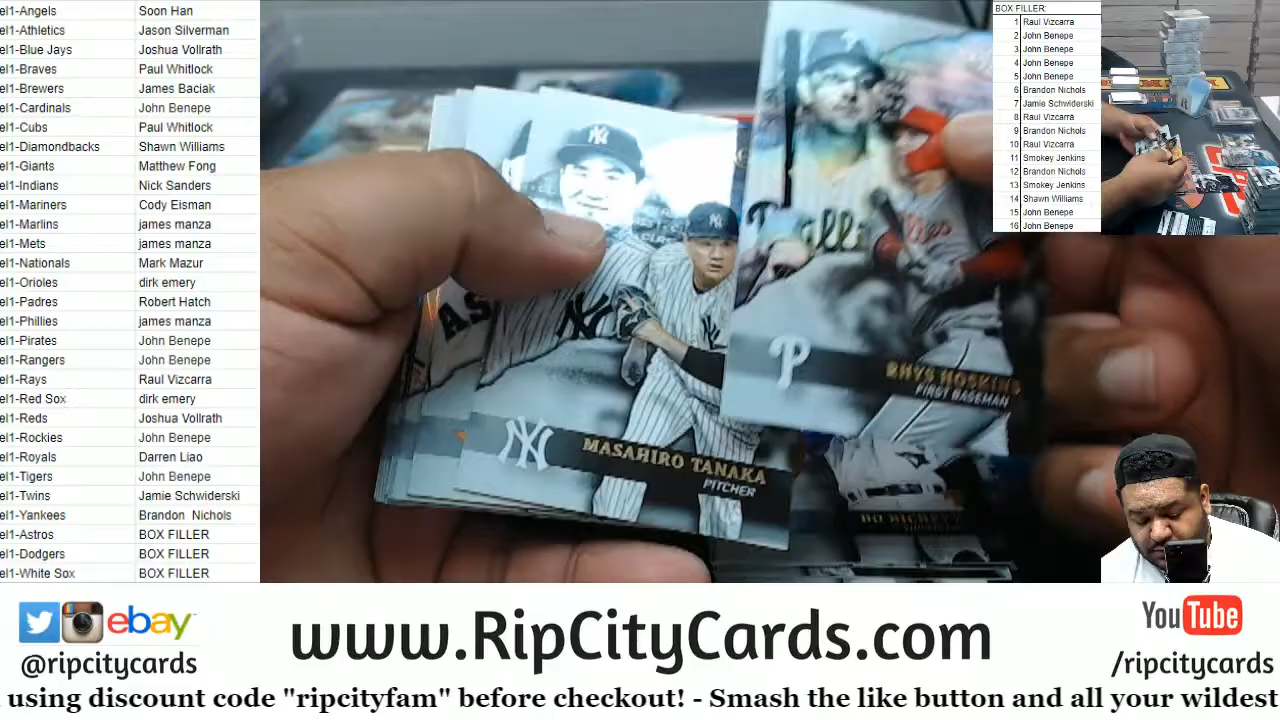 el1-Angels Soon Han
el1-Athletics Jason Silverman
el1-Blue Jays Joshua Vollrath
el1-Braves Paul Whitlock
el1-Brewers James Baciak
el1-Cardinals John Benepe
el1-Cubs Paul Whitlock
el1-Diamondbacks Shawn Williams
el1-Giants Matthew Fong
el1-Indians Nick Sanders
el1-Mariners Cody Eisman
el1-Marlins james manza
el1-Mets james manza
el1-Nationals Mark Mazur
el1-Orioles dirk emery
el1-Padres Robert Hatch
el1-Phillies james manza
el1-Pirates John Benepe
el1-Rangers John Benepe
el1-Rays Raul Vizcarra
el1-Red Sox dirk emery
el1-Reds Joshua Vollrath
el1-Rockies John Benepe
el1-Royals Darren Liao
el1-Tigers John Benepe
el1-Twins Jamie Schwiderski
el1-Yankees Brandon Nichols
el1-Astros BOX FILLER
el1-Dodgers BOX FILLER
el1-White Sox BOX FILLER
NY
MASAHIRO TANAKA
PITCHER
P
RHYS HOSKINS
FIRST BASEMAN
BOX FILLER:
1 Raul Vizcarra
2 John Benepe
3 John Benepe
4 John Benepe
5 John Benepe
6 Brandon Nichols
7 Jamie Schwiderski
8 Raul Vizcarra
9 Brandon Nichols
10 Raul Vizcarra
11 Smokey Jenkins
12 Brandon Nichols
13 Smokey Jenkins
14 Shawn Williams
15 John Benepe
16 John Benepe
ebay
@ripcitycards
www.RipCityCards.com
YouTube
/ripcitycards
using discount code "ripcityfam" before checkout! - Smash the like button and all your wildest